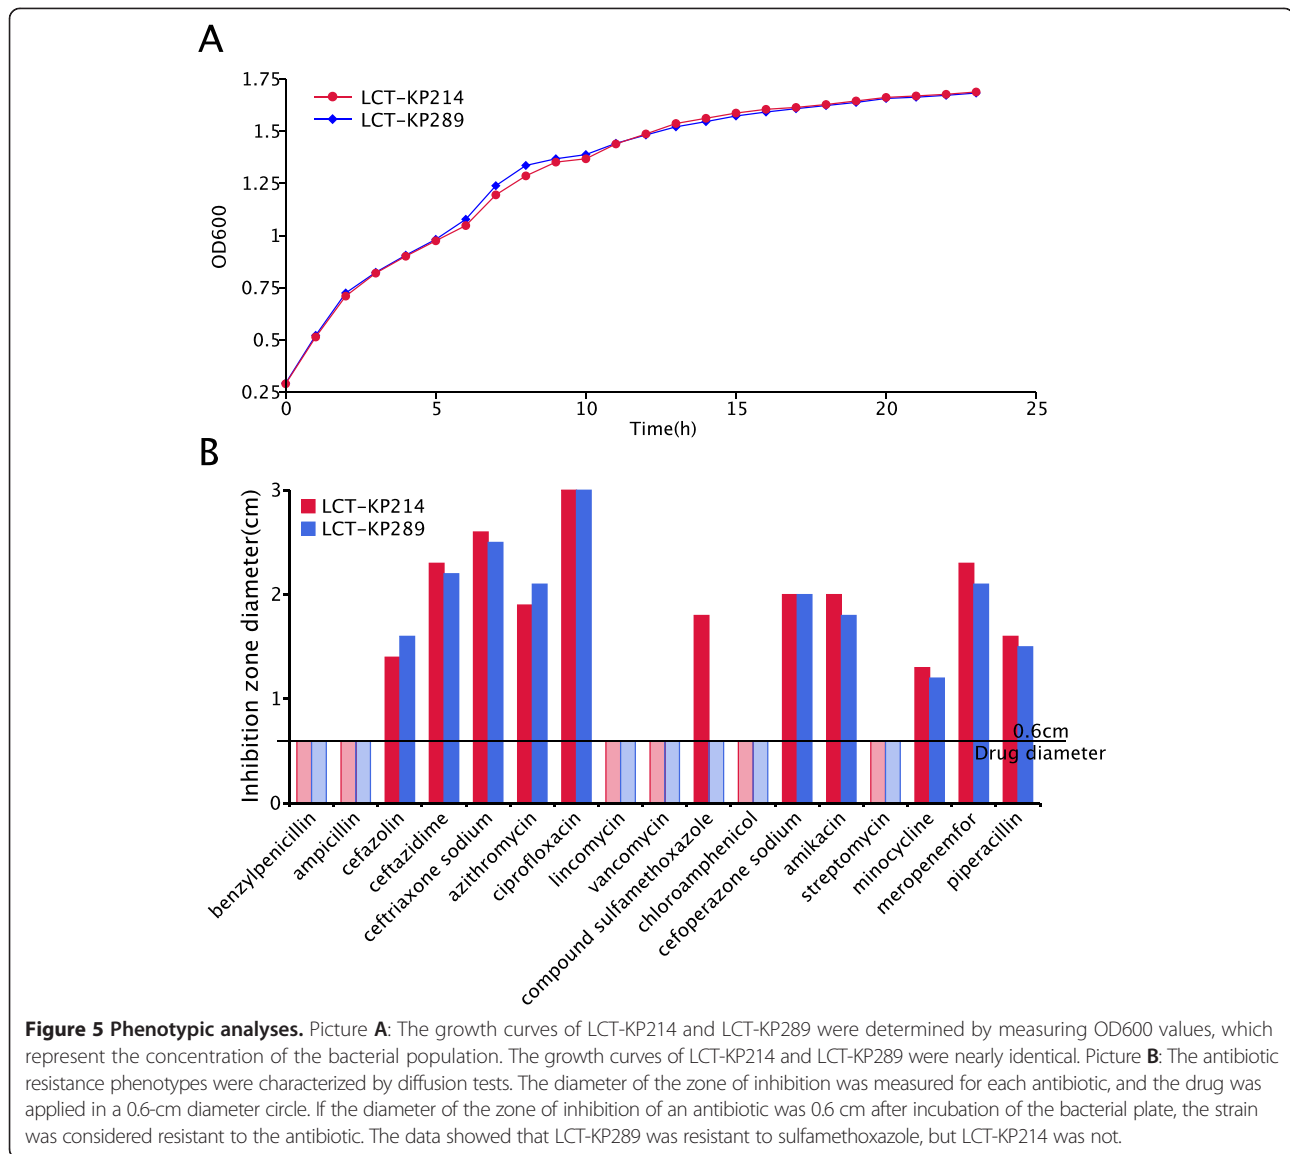 A
1.75
1.5
1.25
1
0.75
0.5
0.25
OD600
LCT-KP214
LCT-KP289
0 5 10 15 20 25
Time(h)
B
3
2
1
0
Inhibition zone diameter(cm)
LCT-KP214
LCT-KP289
0.6cm
Drug diameter
benzylpenicillin
ampicillin
cefazolin
ceftazidime
ceftriaxone sodium
azithromycin
ciprofloxacin
lincomycin
vancomycin
compound sulfamethoxazole
chloroamphenicol
cefoperazone sodium
amikacin
streptomycin
minocycline
meropenemfor
piperacillin
Figure 5 Phenotypic analyses. Picture A: The growth curves of LCT-KP214 and LCT-KP289 were determined by measuring OD600 values, which
represent the concentration of the bacterial population. The growth curves of LCT-KP214 and LCT-KP289 were nearly identical. Picture B: The antibiotic
resistance phenotypes were characterized by diffusion tests. The diameter of the zone of inhibition was measured for each antibiotic, and the drug was
applied in a 0.6-cm diameter circle. If the diameter of the zone of inhibition of an antibiotic was 0.6 cm after incubation of the bacterial plate, the strain
was considered resistant to the antibiotic. The data showed that LCT-KP289 was resistant to sulfamethoxazole, but LCT-KP214 was not.